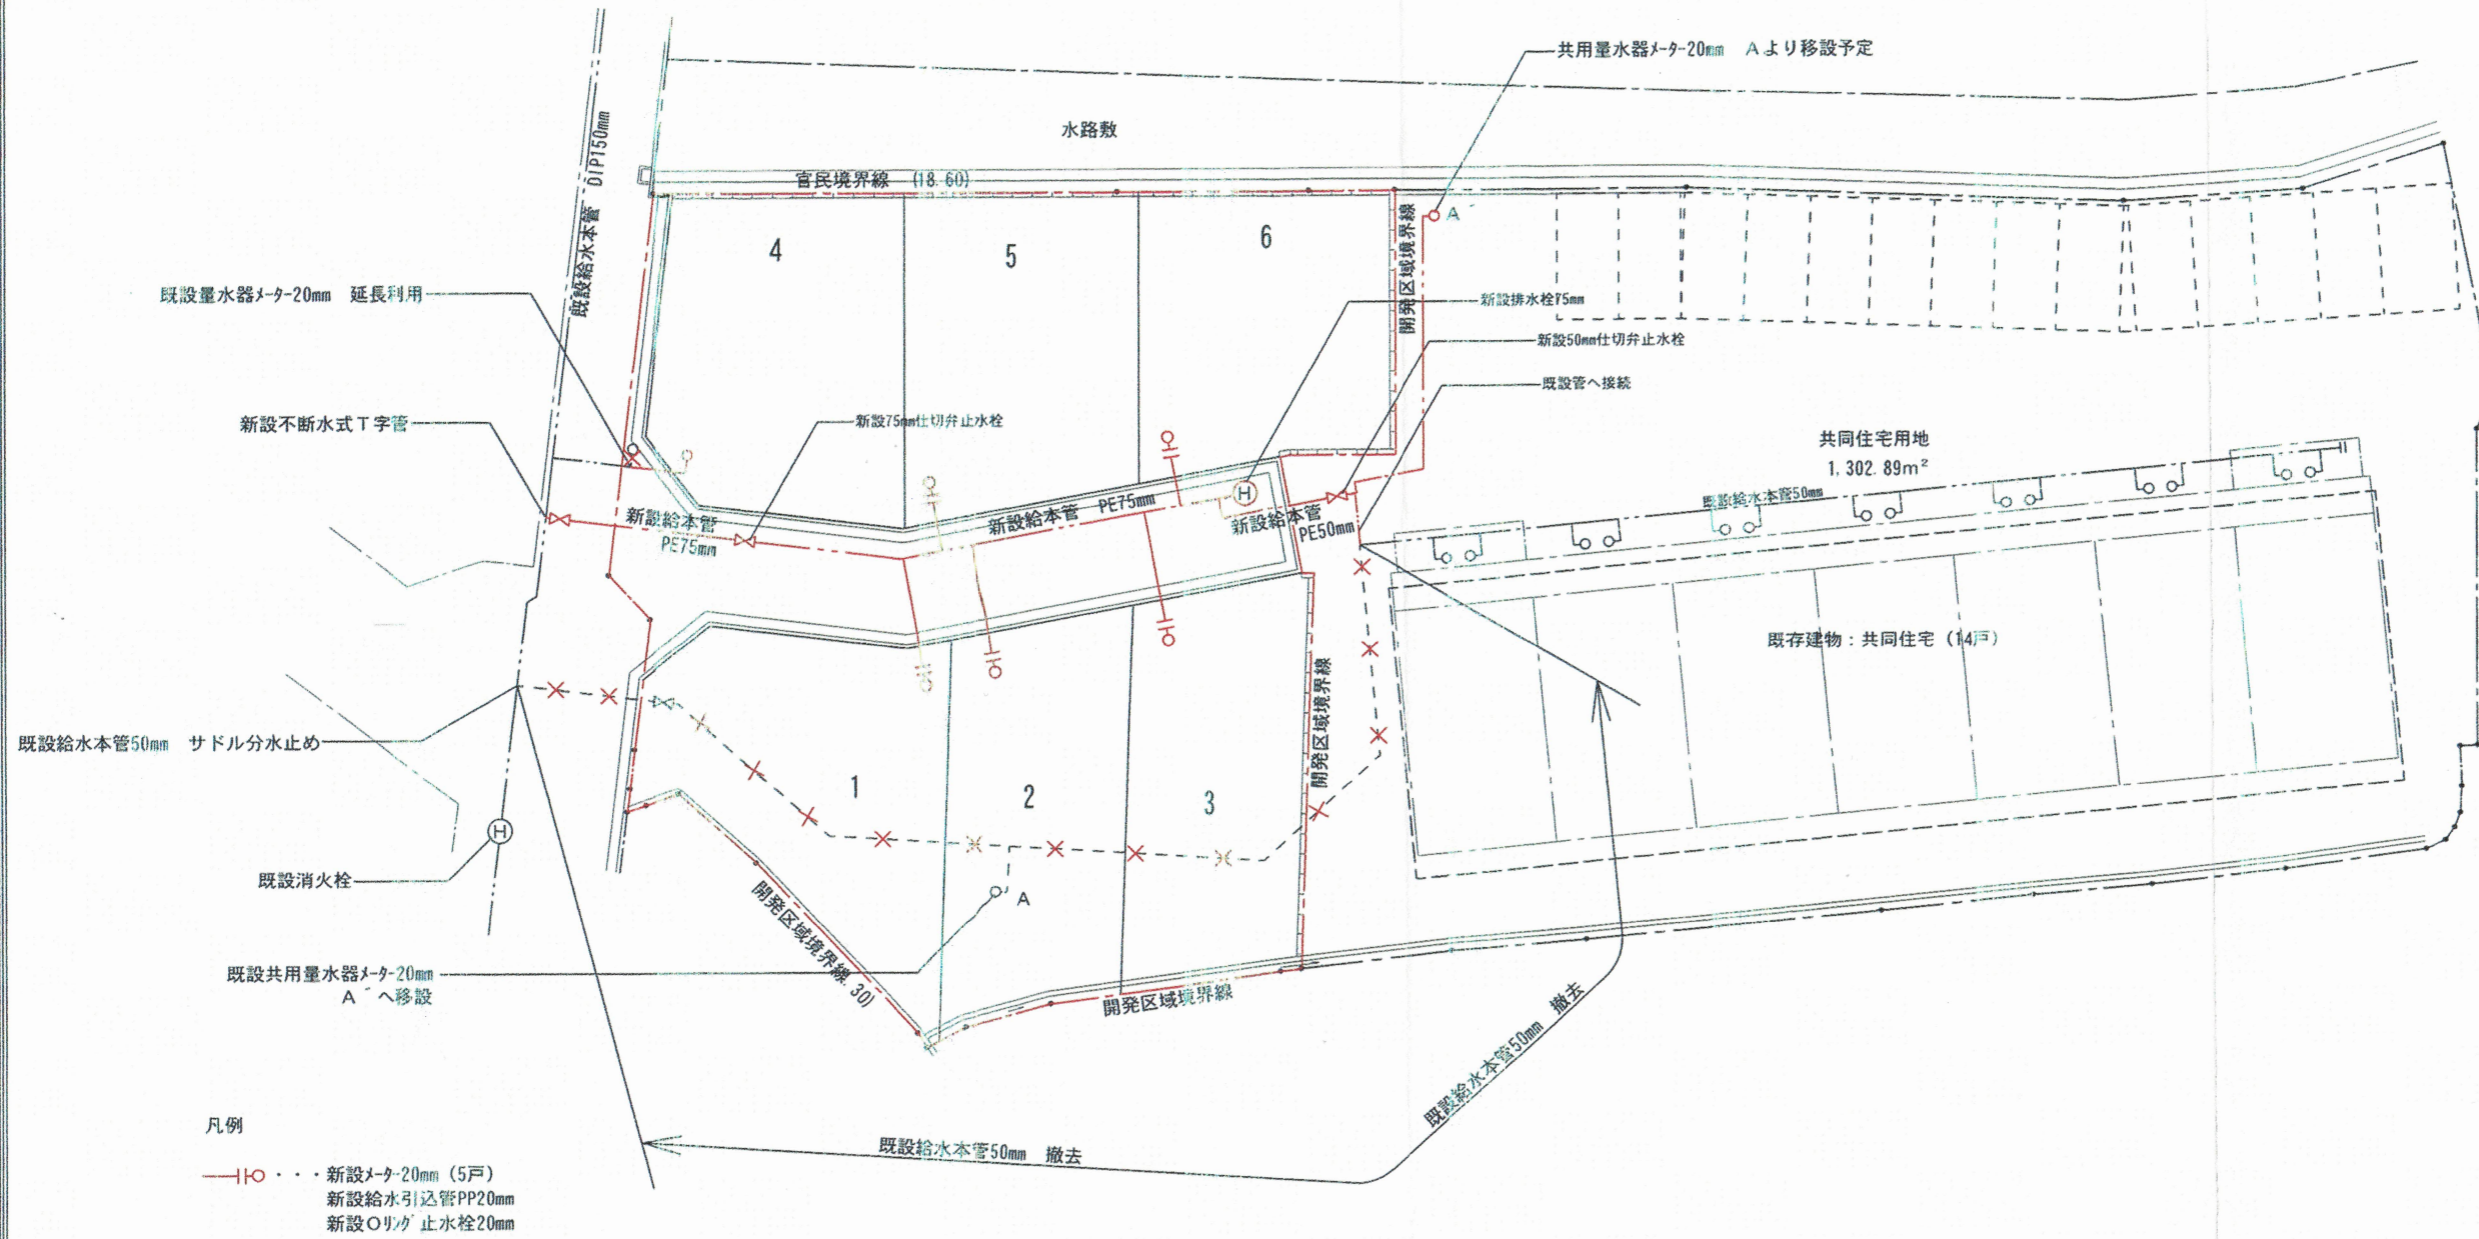 共用量水器メーター20mm Aより移設予定
水路敷
既設給水本管 DIP150mm
官民境界線 (18.60)
A´
開発区域境界線
4
5
6
既設量水器メーター20mm 延長利用
新設排水栓75mm
新設50mm仕切弁止水栓
既設管へ接続
新設不断水式T字管
新設75mm仕切弁止水栓
共同住宅用地
1,302.89m²
既設給水本管50mm
新設給本管
PE75mm
新設給本管 PE75mm
H
新設給本管
PE50mm
既存建物:共同住宅(14戸)
開発区域境界線
既設給水本管50mm サドル分水止め
1
2
3
H
既設消火栓
A
開発区域境界線.30)
既設共用量水器メーター20mm
A´へ移設
開発区域境界線
既設給水本管50mm 撤去
既設給水本管50mm 撤去
凡例
・・・新設メーター20mm(5戸)
新設給水引込管PP20mm
新設Oリング止水栓20mm